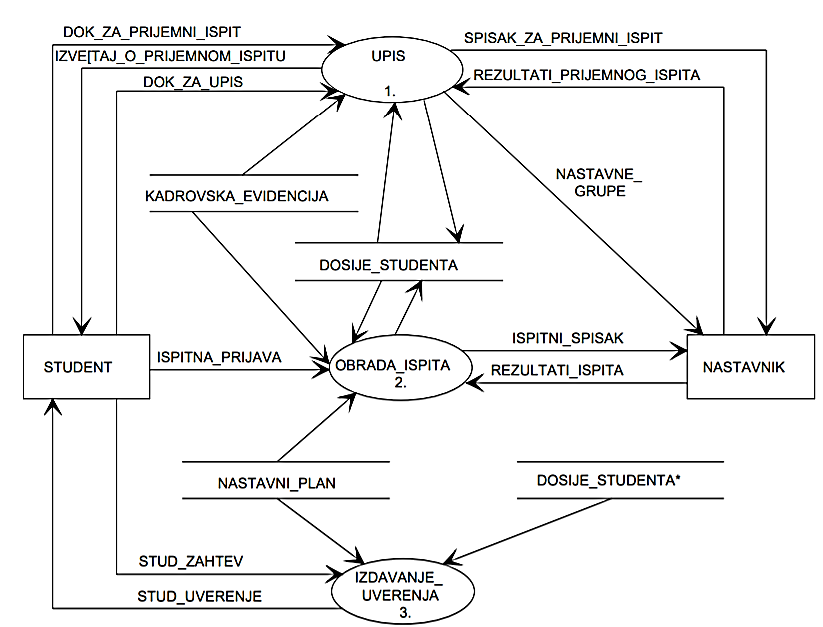 DOK_ZA_PRIJEMNI_ISPIT
SPISAK_ZA_PRIJEMNI_ISPIT
IZVE[TAJ_O_PRIJEMNOM_ISPITU
UPIS
REZULTATI_PRIJEMNOG_ISPITA
DOK_ZA_UPIS
1.
NASTAVNE_
GRUPE
KADROVSKA_EVIDENCIJA
DOSIJE_STUDENTA
ISPITNI_SPISAK
ISPITNA_PRIJAVA
STUDENT
OBRADA_ISPITA
2.
REZULTATI_ISPITA
NASTAVNIK
NASTAVNI_PLAN
DOSIJE_STUDENTA*
STUD_ZAHTEV
IZDAVANJE_
UVERENJA
3.
STUD_UVERENJE